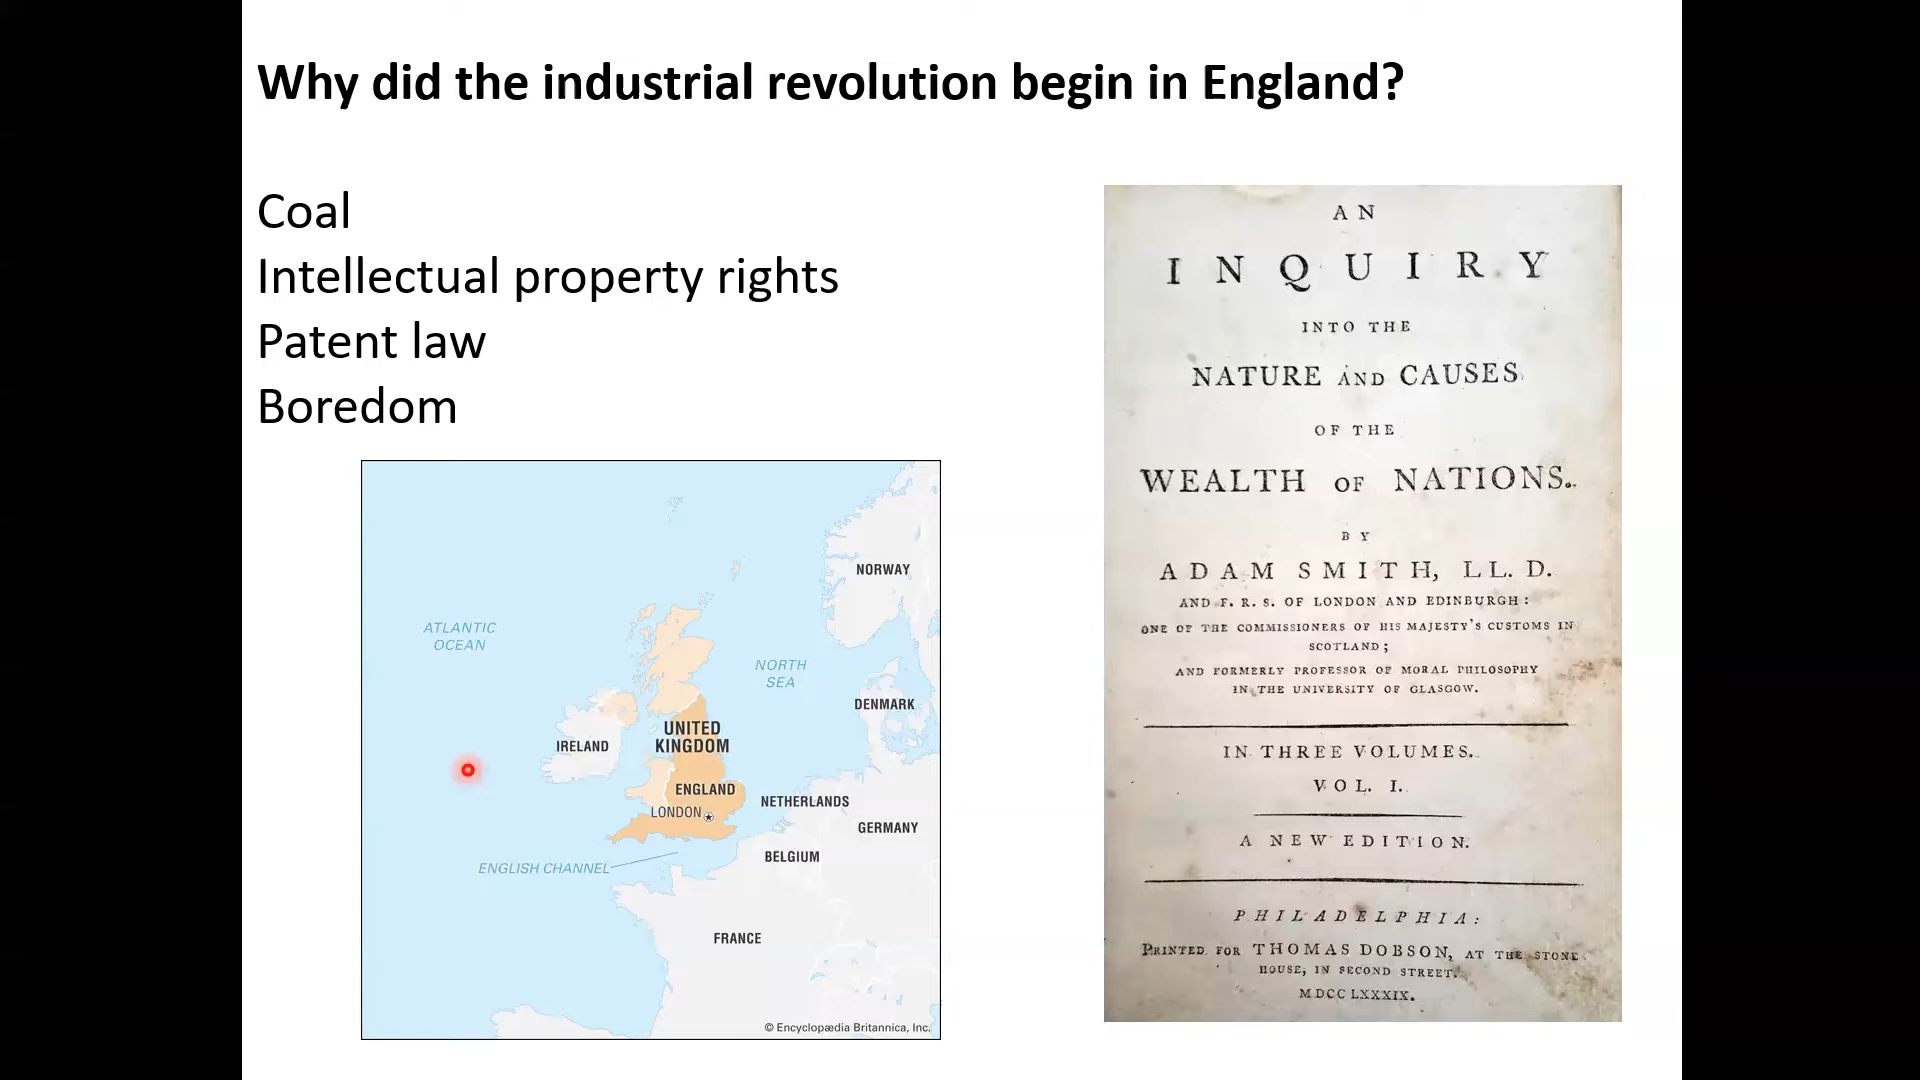 Why did the industrial revolution begin in England?
Coal
Intellectual property rights
Patent law
Boredom
NORWAY
ATLANTIC
OCEAN
NORTH
SEA
DENMARK
UNITED
KINGDOM
IRELAND
ENGLAND
NETHERLANDS
LONDON
GERMANY
BELGIUM
ENGLISH CHANNEL
FRANCE
© Encyclopædia Britannica, Inc.
AN
INQUIRY
INTO THE
NATURE AND CAUSES
OF THE
WEALTH OF NATIONS.
BY
ADAM SMITH, LL. D.
AND F. R. S. OF LONDON AND EDINBURGH:
ONE OF THE COMMISSIONERS OF HIS MAJESTY'S CUSTOMS IN
SCOTLAND;
AND FORMERLY PROFESSOR OF MORAL PHILOSOPHY
IN THE UNIVERSITY OF GLASGOW.
IN THREE VOLUMES.
VOL. I.
A NEW EDITION.
PHILADELPHIA:
PRINTED FOR THOMAS DOBSON, AT THE STONE
HOUSE, IN SECOND STREET.
MDCCLXXXIX.